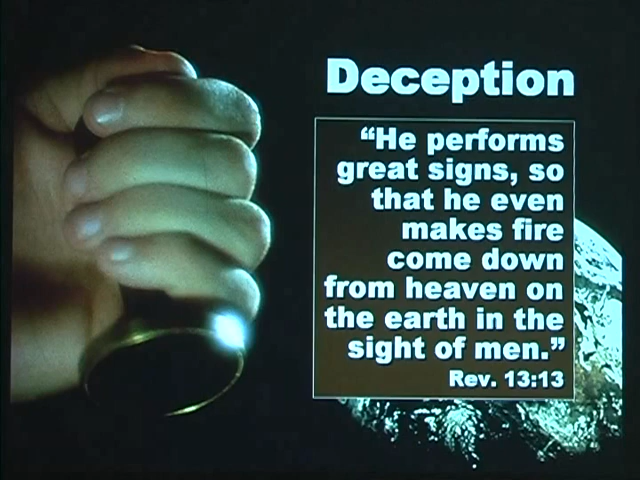 Deception
“He performs
great signs, so
that he even
makes fire
come down
from heaven on
the earth in the
sight of men.”
Rev. 13:13